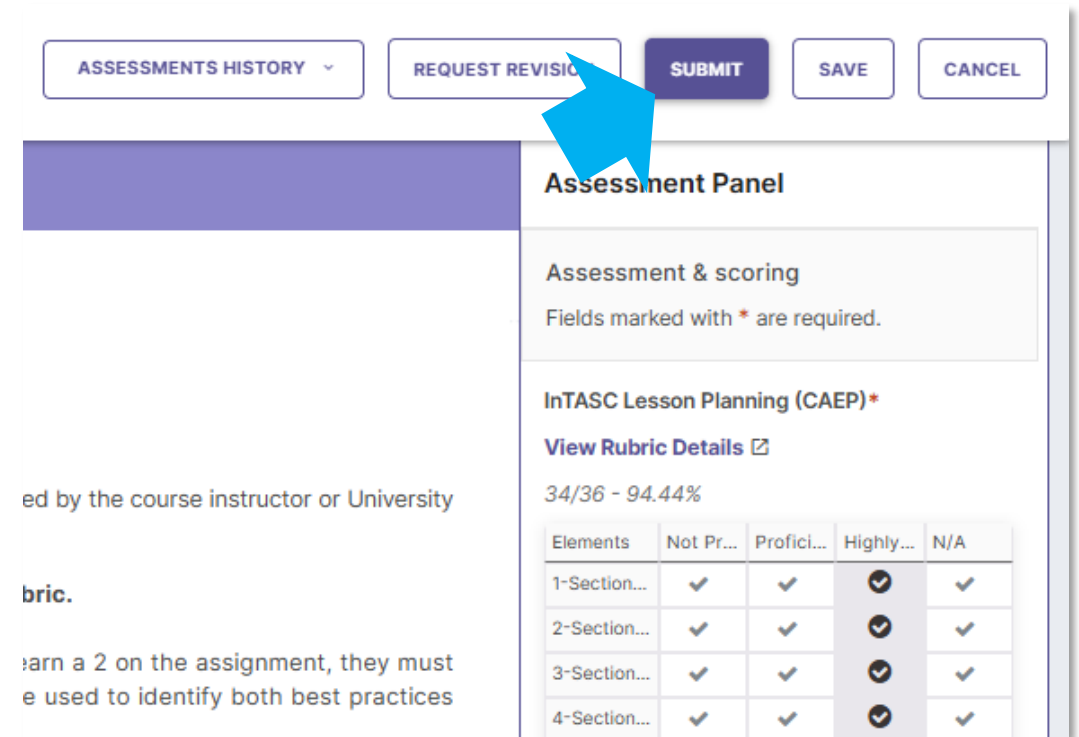 ASSESSMENTS HISTORY
REQUEST REVISION
SUBMIT
SAVE
CANCEL
Assessment Panel
Assessment & scoring
Fields marked with * are required.
InTASC Lesson Planning (CAEP)*
View Rubric Details
34/36 - 94.44%
Elements Not Pr... Profici... Highly... N/A
1-Section...
2-Section...
3-Section...
4-Section...
ed by the course instructor or University
bric.
earn a 2 on the assignment, they must
e used to identify both best practices